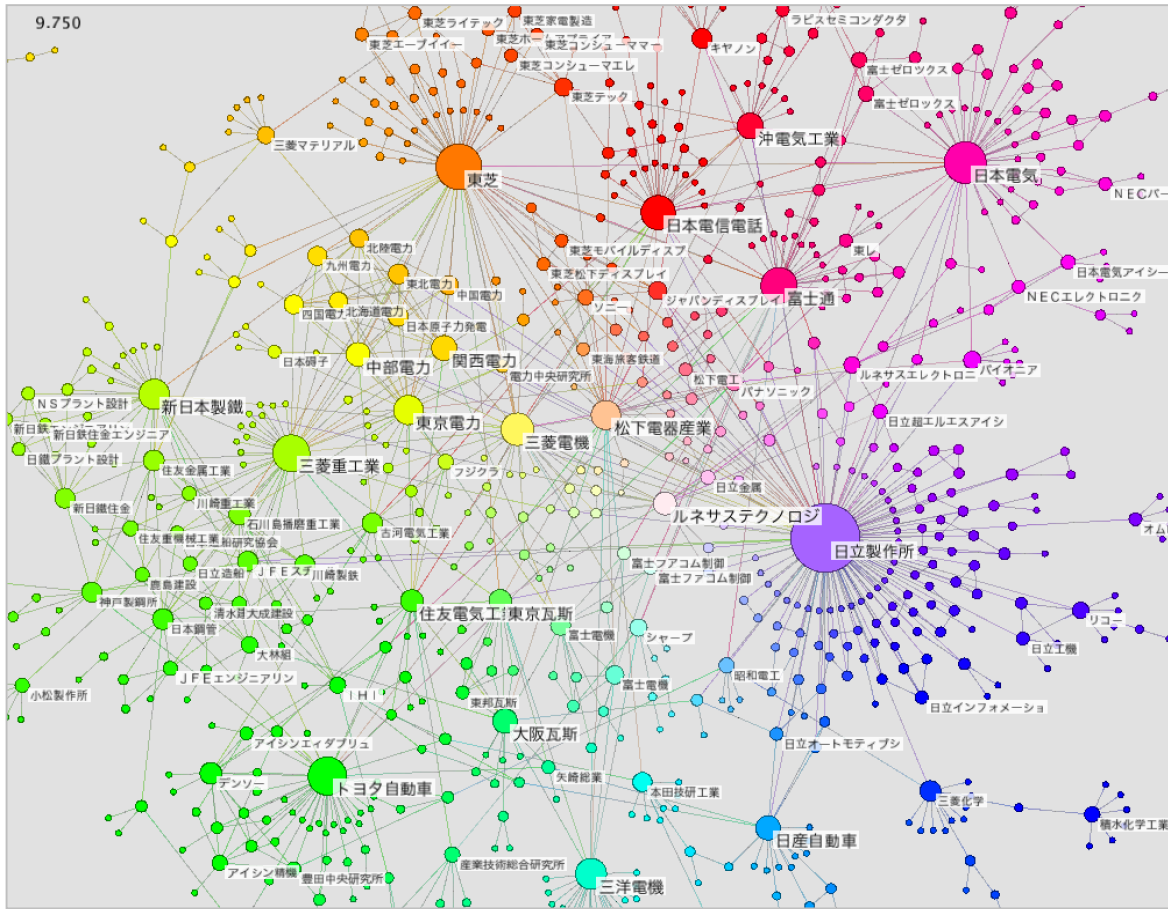 9.750
東芝ライテック
東芝家電製造
ラピスセミコンダクタ
東芝エーブイイー
東芝コンシューママー
キヤノン
東芝コンシューマエレ
富士ゼロックス
東芝テック
富士ゼロックス
三菱マテリアル
沖電気工業
東芝
日本電気
ＮＥＣパー
日本電信電話
北陸電力
東芝モバイルディスプ
東レ
九州電力
東北電力
東芝松下ディスプレイ
日本電気アイシー
中国電力
ジャパンディスプレイ
富士通
ＮＥＣエレクトロニク
四国電力
北海道電力
ソニー
日本原子力発電
日本碍子
中部電力
関西電力
東海旅客鉄道
電力中央研究所
松下電工
ルネサスエレクトロニ
パイオニア
パナソニック
ＮＳプラント設計
新日本製鐵
東京電力
三菱電機
松下電器産業
日立超エルエスアイシ
新日鉄住金エンジニア
日鐵プラント設計
住友金属工業
三菱重工業
フジクラ
日立金属
新日鐵住金
川崎重工業
石川島播磨重工業
古河電気工業
ルネサステクノロジ
日立製作所
住友重機械工業
富士フアコム制御
富士ファコム制御
鹿島建設
日立造船
川崎製鉄
神戸製鋼所
大成建設
住友電気工
東京瓦斯
リコー
日本鋼管
富士電機
シャープ
日立工機
大林組
ＪＦＥエンジニアリン
富士電機
昭和電工
小松製作所
ＩＨＩ
東邦瓦斯
日立インフォメーショ
大阪瓦斯
アイシンエィダブリュ
日立オートモティブシ
デンソー
トヨタ自動車
矢崎総業
本田技研工業
三菱化学
積水化学工業
日産自動車
アイシン精機
豊田中央研究所
産業技術総合研究所
三洋電機